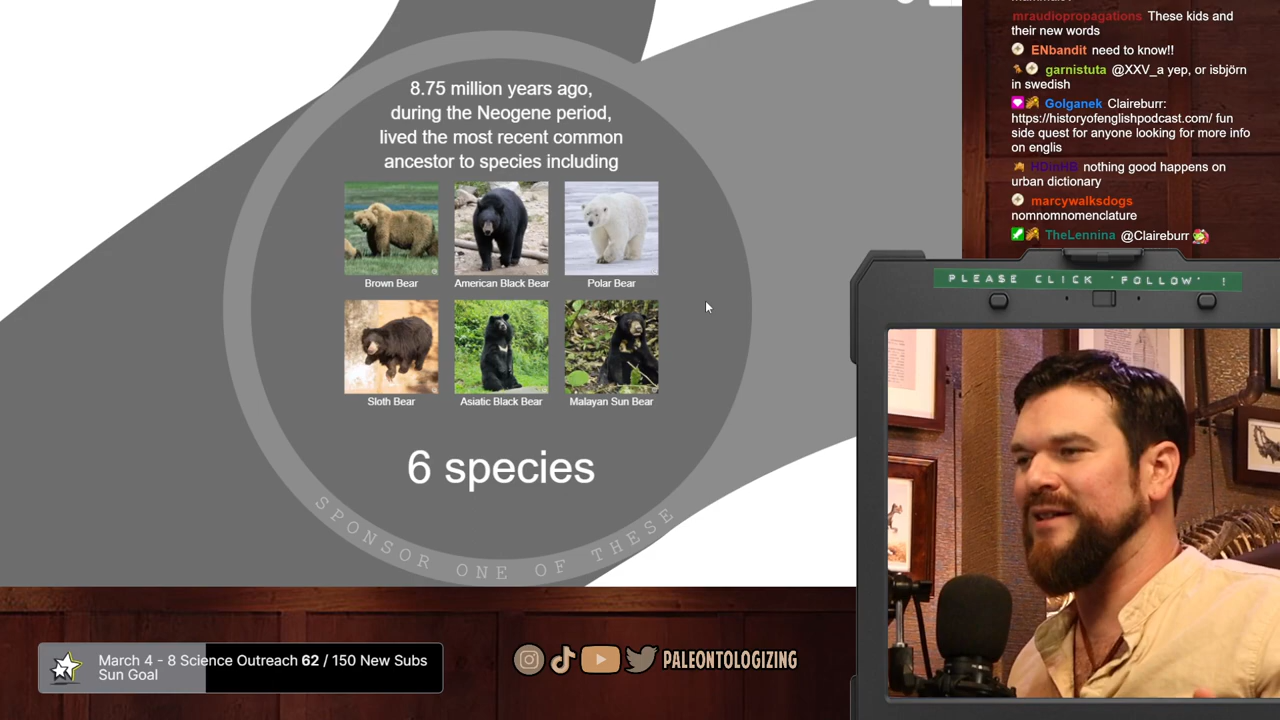 8.75 million years ago,
during the Neogene period,
lived the most recent common
ancestor to species including
Brown Bear
American Black Bear
Polar Bear
Sloth Bear
Asiatic Black Bear
Malayan Sun Bear
6 species
SPONSOR ONE OF THESE
mraudiopropagations These kids and
their new words
ENbandit need to know!!
garnistuta @XXV_a yep, or isbjörn
in swedish
Golganek Claireburr:
https://historyofenglishpodcast.com/ fun
side quest for anyone looking for more info
on englis
HDinHB nothing good happens on
urban dictionary
marcywalksdogs
nomnomnomenclature
TheLennina @Claireburr
PLEASE CLICK 'FOLLOW' !
March 4 - 8 Science Outreach 62 / 150 New Subs
Sun Goal
PALEONTOLOGIZING